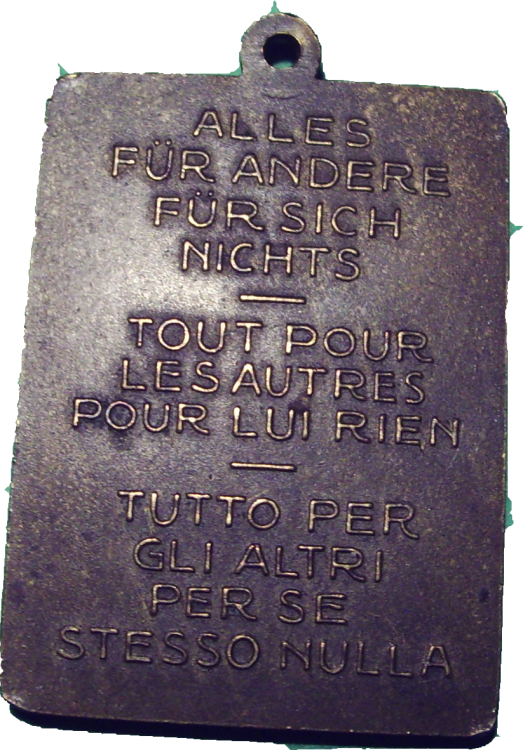 ALLES
FÜR ANDERE
FÜR SICH
NICHTS
TOUT POUR
LES AUTRES
POUR LUI RIEN
TUTTO PER
GLI ALTRI
PER SE
STESSO NULLA